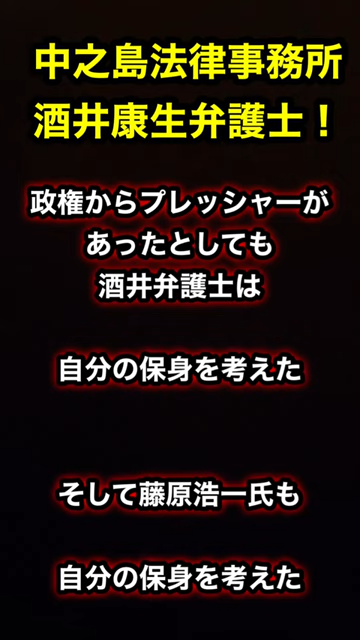 中之島法律事務所
酒井康生弁護士！
政権からプレッシャーが
あったとしても
酒井弁護士は
自分の保身を考えた
そして藤原浩一氏も
自分の保身を考えた